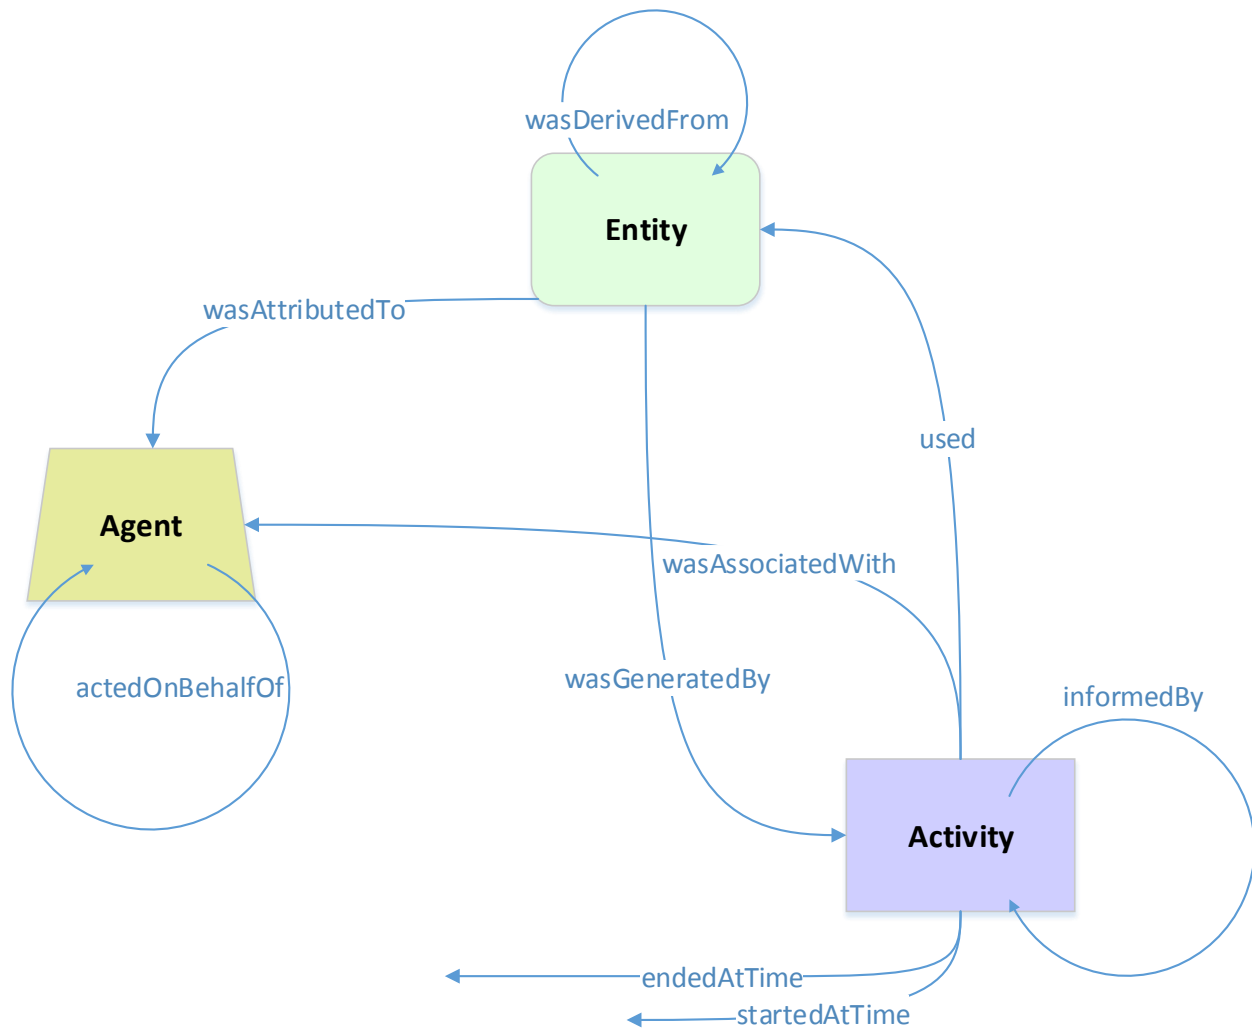 wasDerivedFrom
Entity
wasAttributedTo
used
Agent
wasAssociatedWith
wasGeneratedBy
actedOnBehalfOf
informedBy
Activity
endedAtTime
startedAtTime